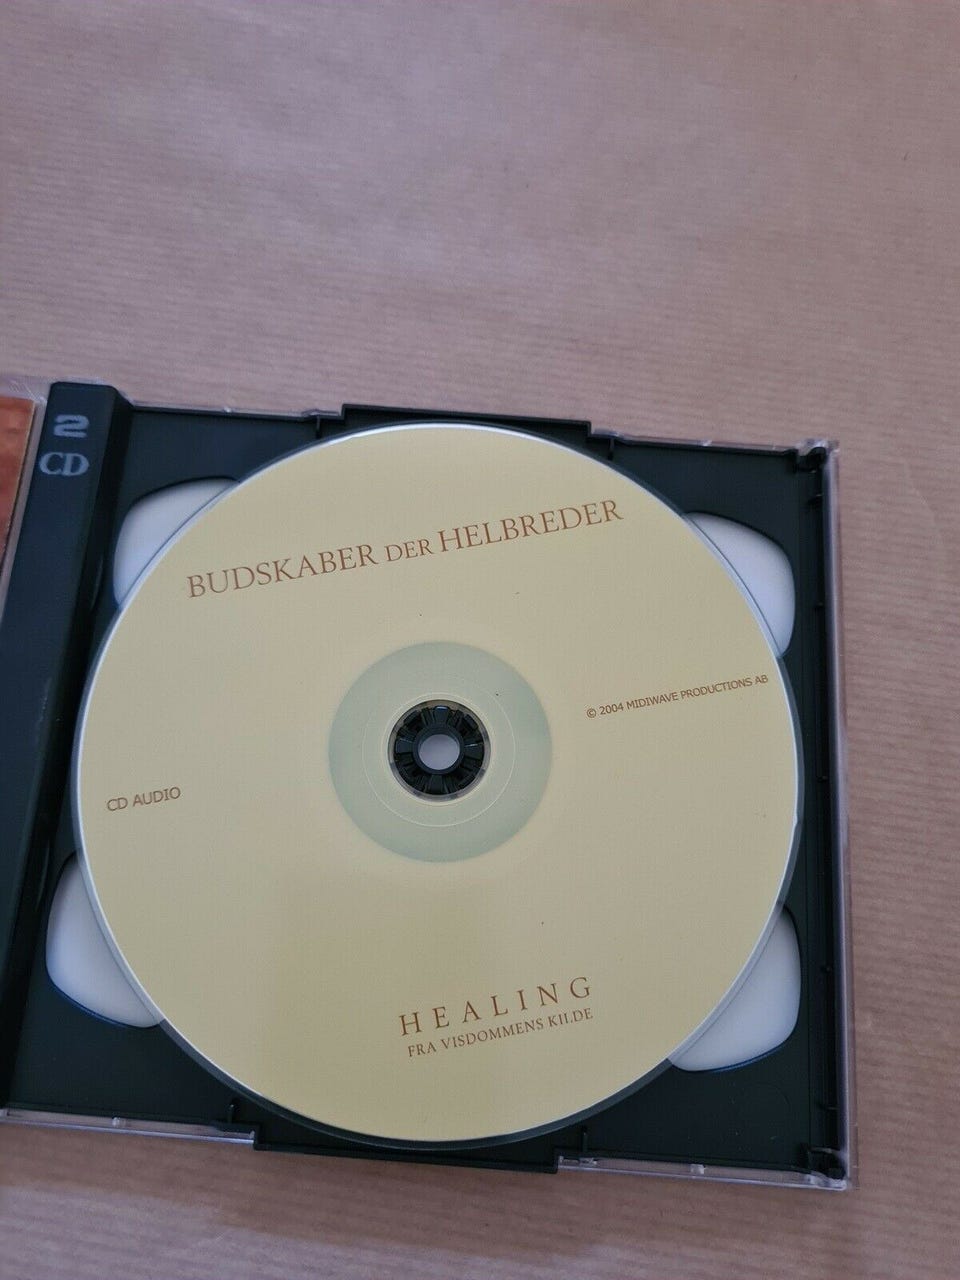 2
CD
BUDSKABER DER HELBREDER
© 2004 MIDIWAVE PRODUCTIONS AB
CD AUDIO
HEALING
FRA VISDOMMENS KILDE